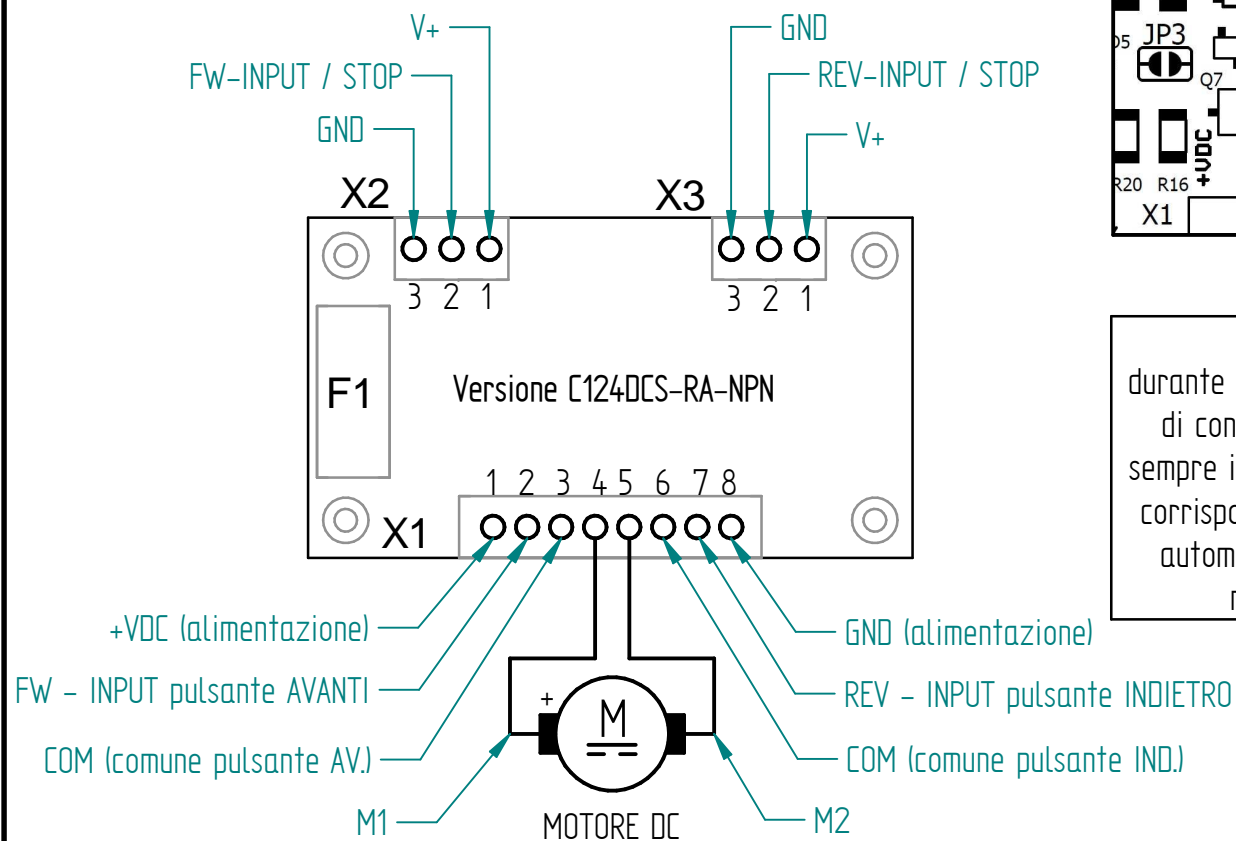 V+
GND
FW-INPUT / STOP
REV-INPUT / STOP
GND
V+
X2
X3
3 2 1
3 2 1
F1
Versione C124DCS-RA-NPN
1 2 3 4 5 6 7 8
X1
+VDC (alimentazione)
GND (alimentazione)
FW - INPUT pulsante AVANTI
REV - INPUT pulsante INDIETRO
COM (comune pulsante AV.)
COM (comune pulsante IND.)
+
M
M1
MOTORE DC
M2
JP3
Q7
+VDC
R20 R16
X1
durante
di con
sempre i
corrispo
autom